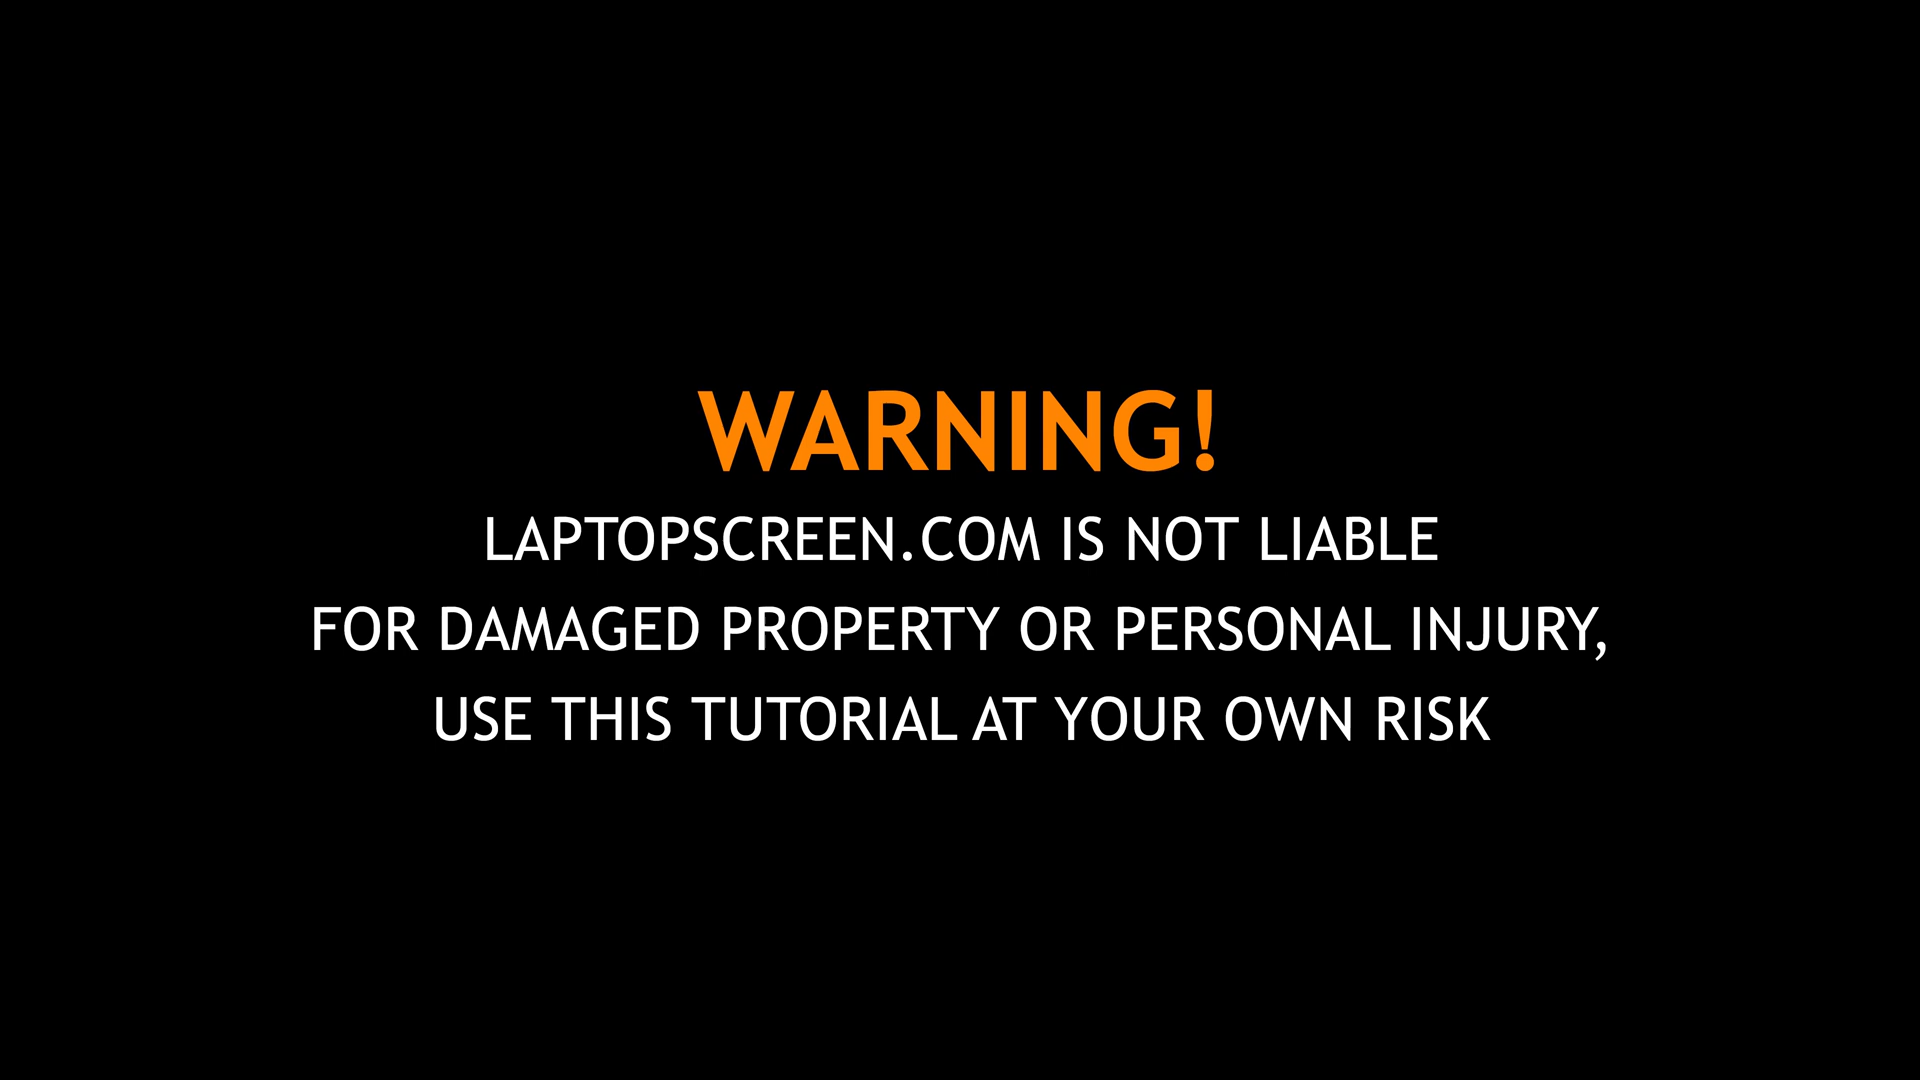 WARNING!
LAPTOPSCREEN.COM IS NOT LIABLE
FOR DAMAGED PROPERTY OR PERSONAL INJURY,
USE THIS TUTORIAL AT YOUR OWN RISK